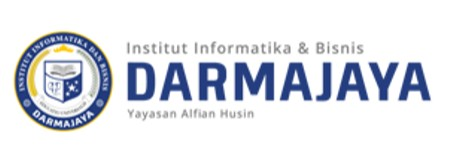 INSTITUT INFORMATIKA DAN BISNIS
DARMAJAYA
Institut Informatika & Bisnis
DARMAJAYA
Yayasan Alfian Husin